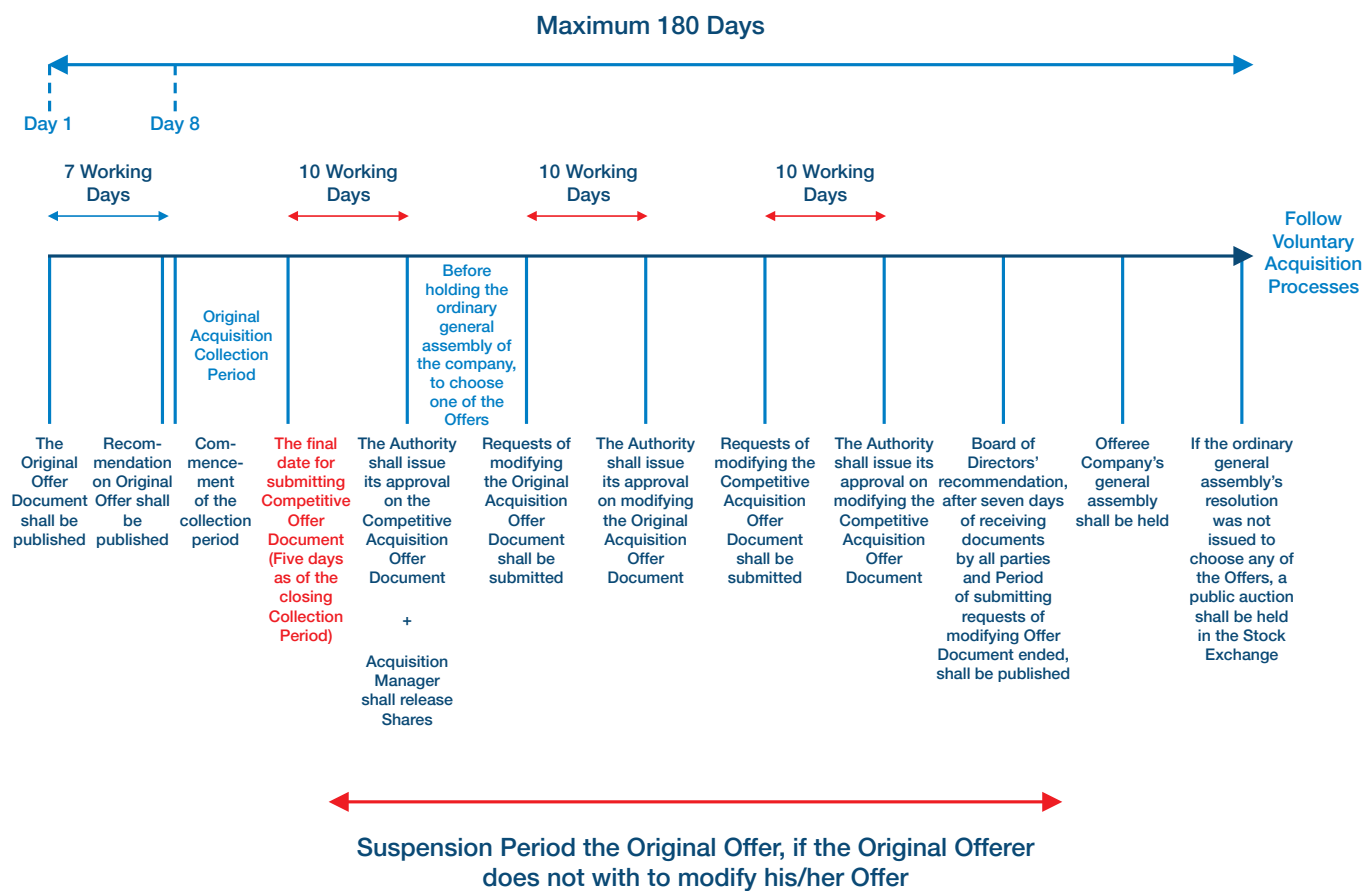 Maximum 180 Days
Day 1
Day 8
7 Working
Days
10 Working
Days
10 Working
Days
10 Working
Days
Follow
Voluntary
Acquisition
Processes
Original
Acquisition
Collection
Period
Before
holding the
ordinary
general
assembly of
the company,
to choose
one of the
Offers
The
Original
Offer
Document
shall be
published
Recom-
mendation
on Original
Offer shall
be
published
Com-
mence-
ment
of the
collection
period
The final
date for
submitting
Competitive
Offer
Document
(Five days
as of the
closing
Collection
Period)
The Authority
shall issue
its approval
on the
Competitive
Acquisition
Offer
Document
+
Acquisition
Manager
shall release
Shares
Requests of
modifying
the Original
Acquisition
Offer
Document
shall be
submitted
The Authority
shall issue
its approval
on modifying
the Original
Acquisition
Offer
Document
Requests of
modifying the
Competitive
Acquisition
Offer
Document
shall be
submitted
The Authority
shall issue its
approval on
modifying the
Competitive
Acquisition
Offer
Document
Board of
Directors'
recommendation,
after seven days
of receiving
documents
by all parties
and Period
of submitting
requests of
modifying Offer
Document ended,
shall be published
Offeree
Company's
general
assembly
shall be held
If the ordinary
general
assembly's
resolution
was not
issued to
choose any of
the Offers, a
public auction
shall be held
in the Stock
Exchange
Suspension Period the Original Offer, if the Original Offerer
does not with to modify his/her Offer